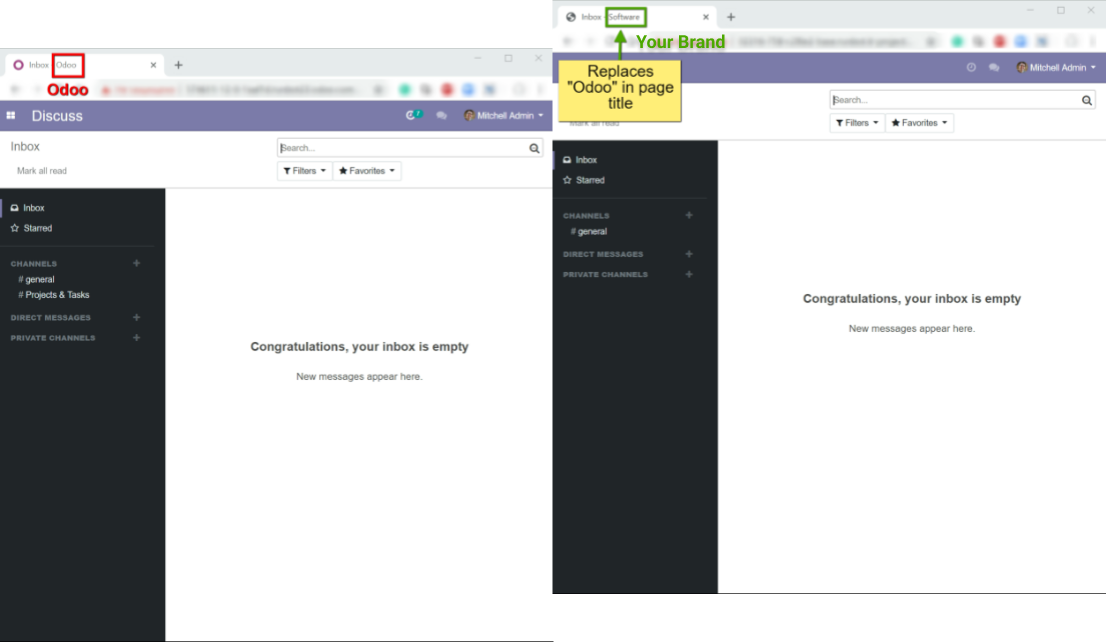 Inbox - Odoo
Odoo
Discuss
Mitchell Admin
Inbox
Search...
Mark all read
Filters
Favorites
Inbox
Starred
CHANNELS
# general
# Projects & Tasks
DIRECT MESSAGES
PRIVATE CHANNELS
Congratulations, your inbox is empty
New messages appear here.
Inbox - Software
Your Brand
Replaces
"Odoo" in page
title
Mitchell Admin
Search...
Mark all read
Filters
Favorites
Inbox
Starred
CHANNELS
# general
DIRECT MESSAGES
PRIVATE CHANNELS
Congratulations, your inbox is empty
New messages appear here.